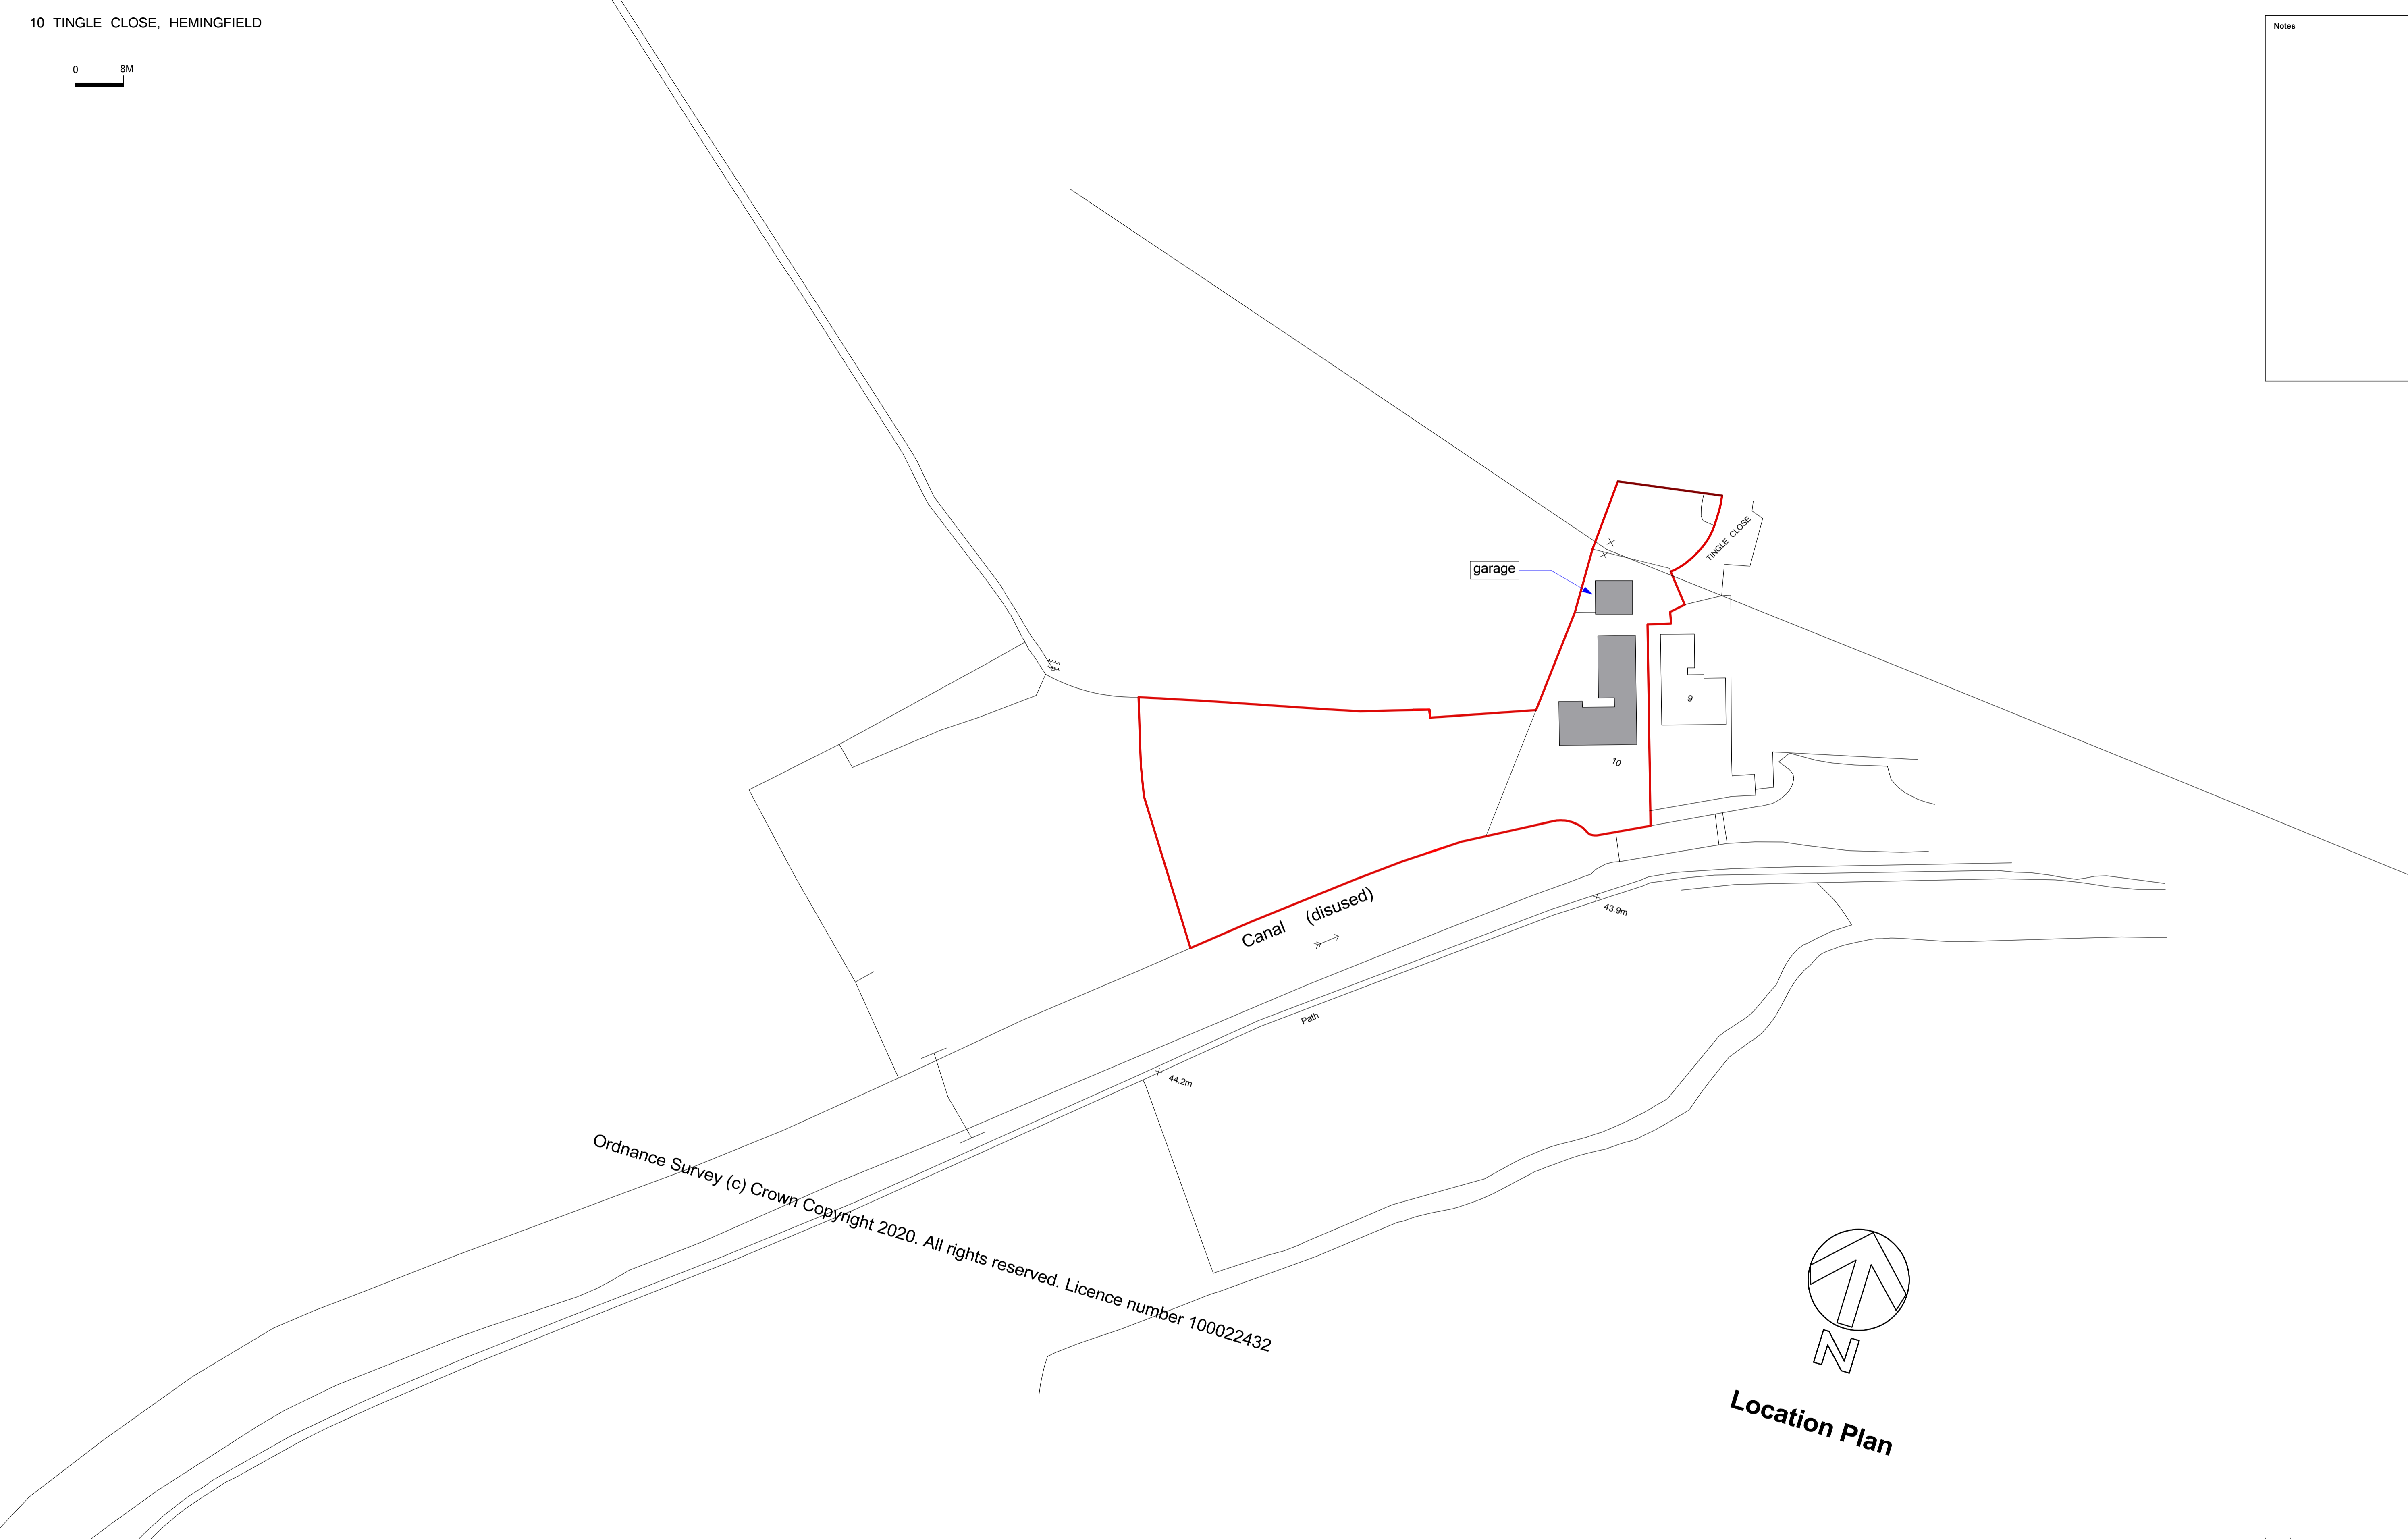 10 TINGLE CLOSE, HEMINGFIELD
Notes
0 8M
TINGLE CLOSE
garage
9
10
Canal (disused)
43.9m
Path
44.2m
Ordnance Survey (c) Crown Copyright 2020. All rights reserved. Licence number 100022432
N
Location Plan